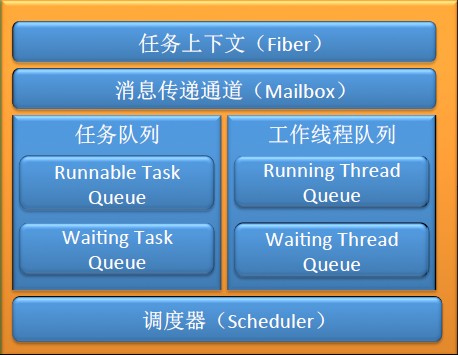 任务上下文（Fiber）
消息传递通道（Mailbox）
任务队列
Runnable Task
Queue
Waiting Task
Queue
工作线程队列
Running Thread
Queue
Waiting Thread
Queue
调度器（Scheduler）